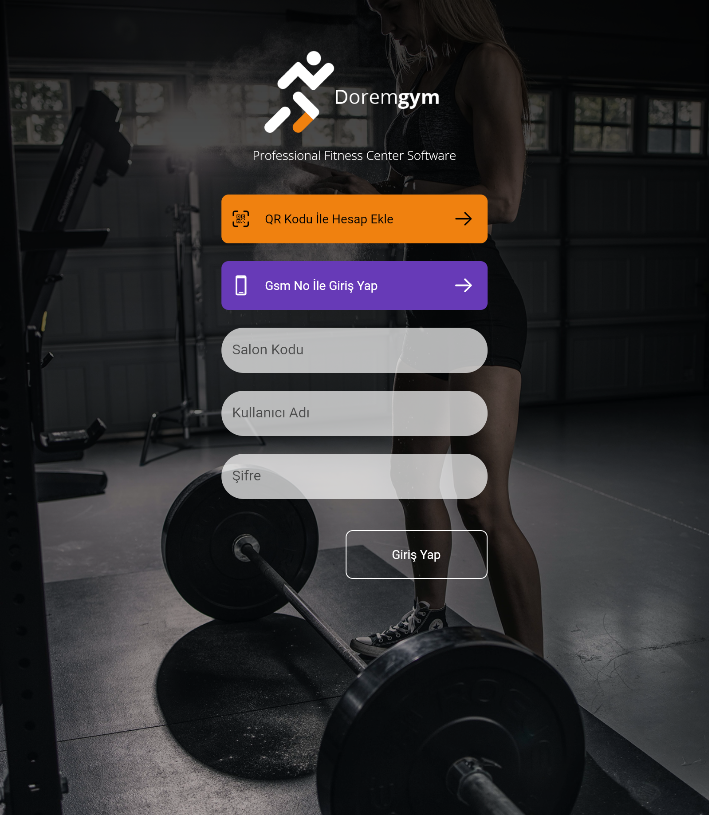 Doremgym
Professional Fitness Center Software
QR Kodu İle Hesap Ekle
Gsm No İle Giriş Yap
Salon Kodu
Kullanıcı Adı
Şifre
Giriş Yap